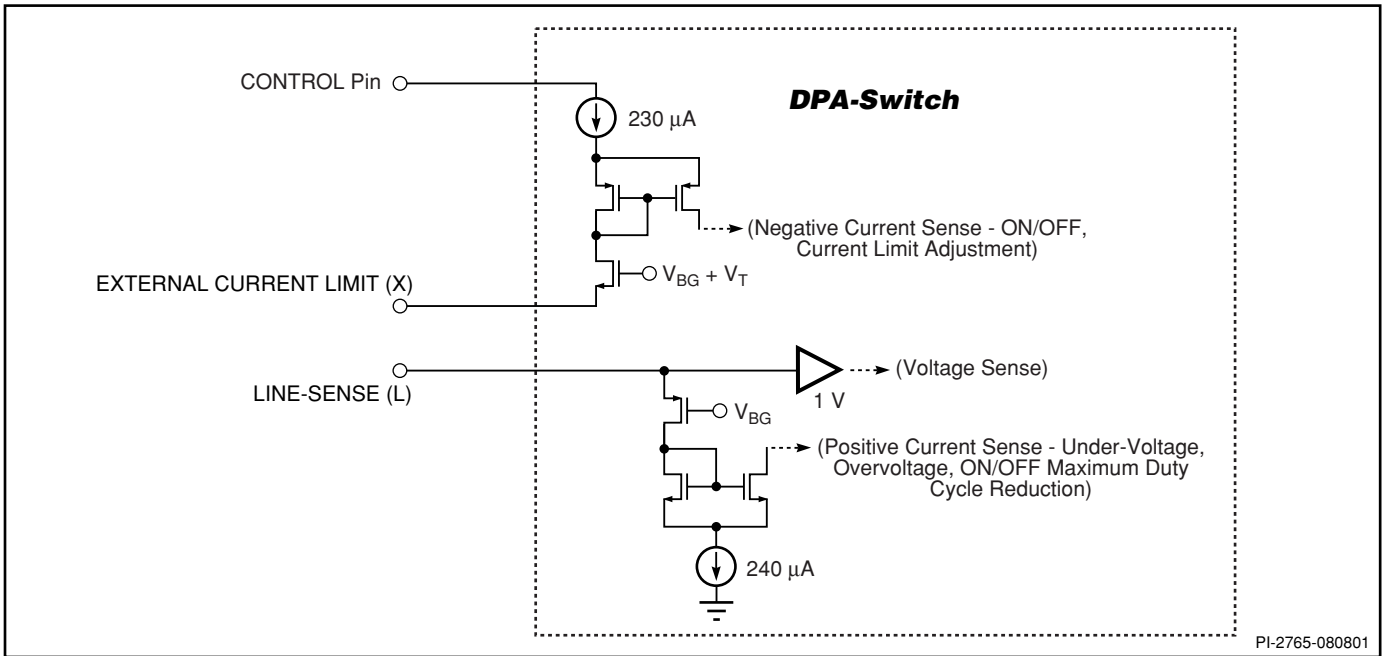 CONTROL Pin
DPA-Switch
230 μA
(Negative Current Sense - ON/OFF,
Current Limit Adjustment)
V_BG + V_T
EXTERNAL CURRENT LIMIT (X)
(Voltage Sense)
LINE-SENSE (L)
1 V
V_BG
(Positive Current Sense - Under-Voltage,
Overvoltage, ON/OFF Maximum Duty
Cycle Reduction)
240 μA
PI-2765-080801